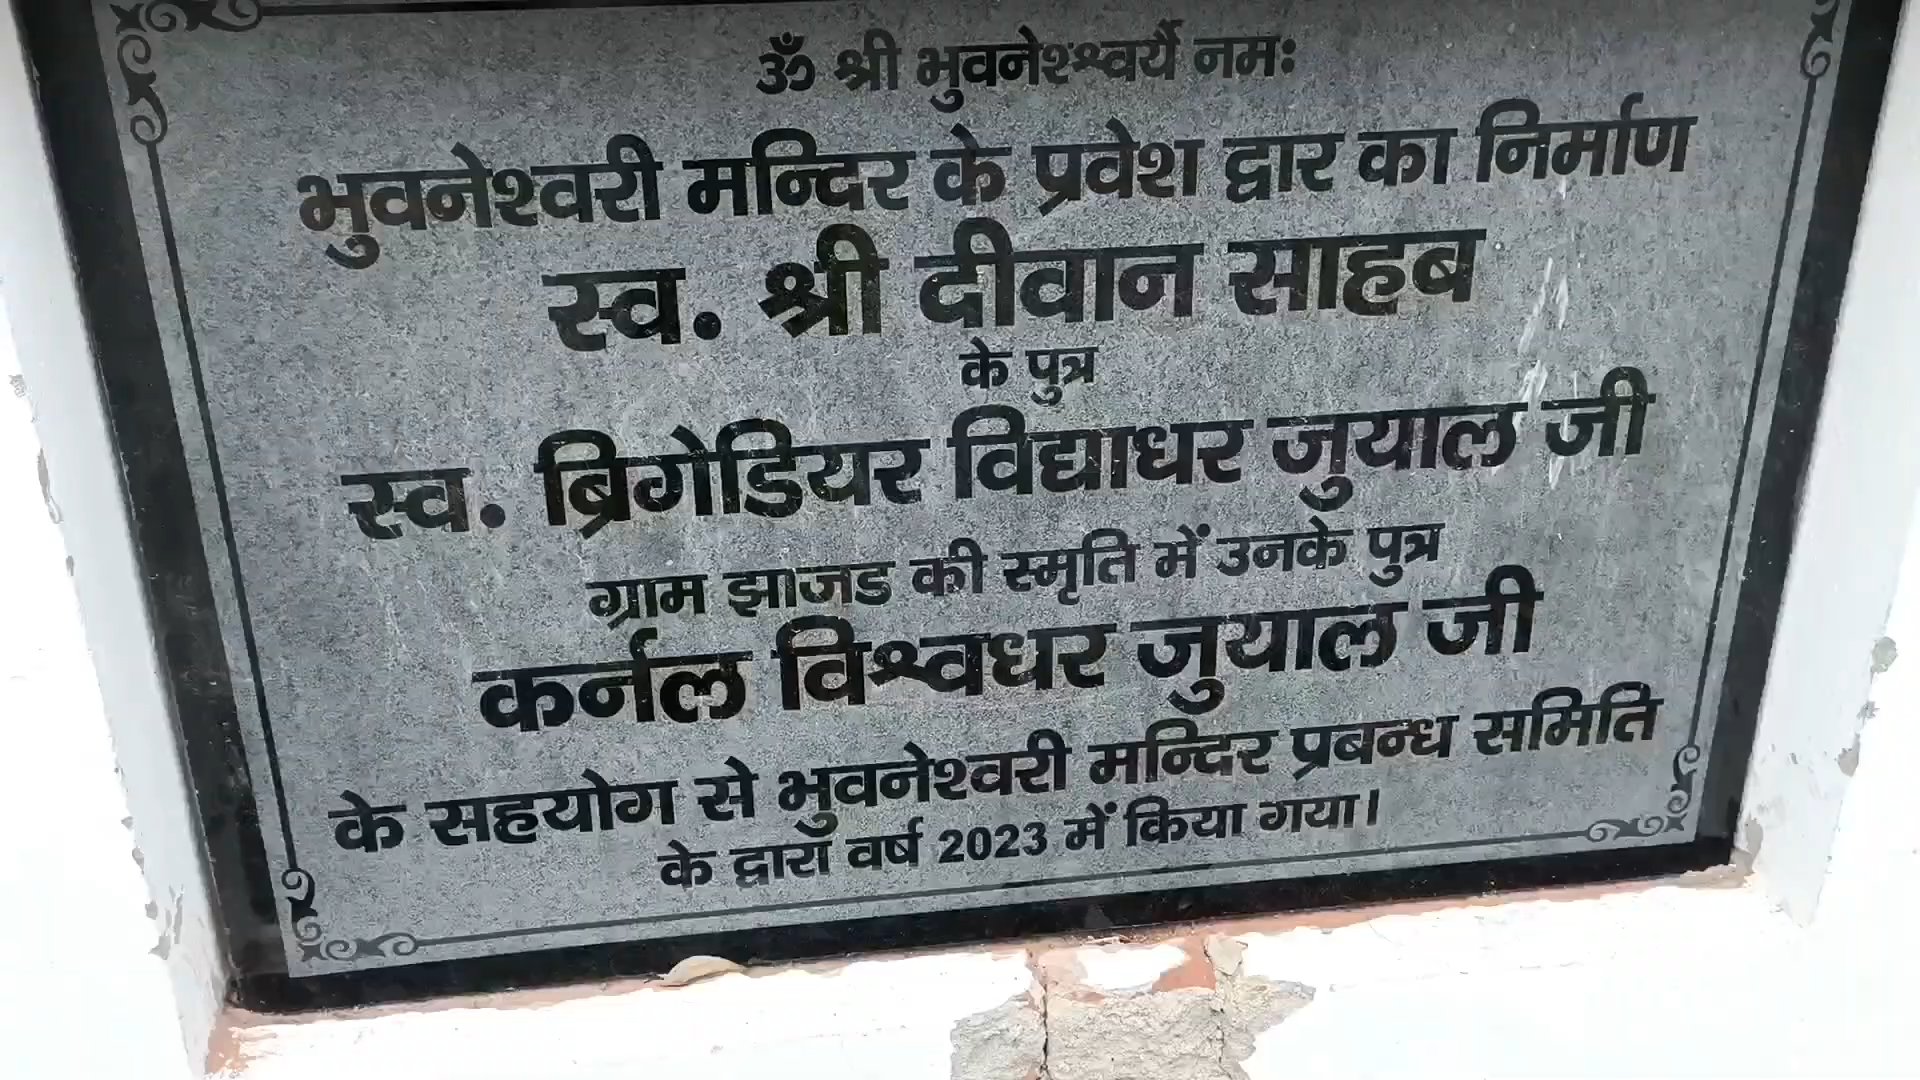 ॐ श्री भुवनेश्श्वर्यै नमः
भुवनेश्वरी मन्दिर के प्रवेश द्वार का निर्माण
स्व. श्री दीवान साहब
के पुत्र
स्व. ब्रिगेडियर विद्याधर जुयाल जी
ग्राम झाजड की स्मृति में उनके पुत्र
कर्नल विश्वधर जुयाल जी
के सहयोग से भुवनेश्वरी मन्दिर प्रबन्ध समिति
के द्वारा वर्ष 2023 में किया गया।